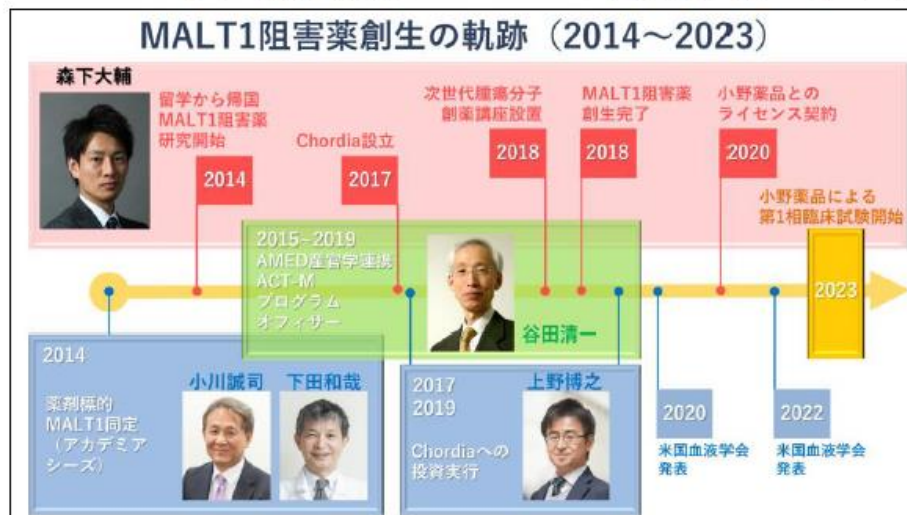 MALT1阻害薬創生の軌跡（2014～2023）
森下大輔
留学から帰国
MALT1阻害薬
研究開始
2014
Chordia設立
2017
次世代腫瘍分子
創薬講座設置
2018
MALT1阻害薬
創生完了
2018
小野薬品との
ライセンス契約
2020
小野薬品による
第1相臨床試験開始
2023
2015-2019
AMED産官学連携
ACT-M
プログラム
オフィサー
谷田清一
2014
薬剤標的
MALT1同定
（アカデミア
シーズ）
小川誠司
下田和哉
2017
2019
Chordiaへの
投資実行
上野博之
2020
米国血液学会
発表
2022
米国血液学会
発表